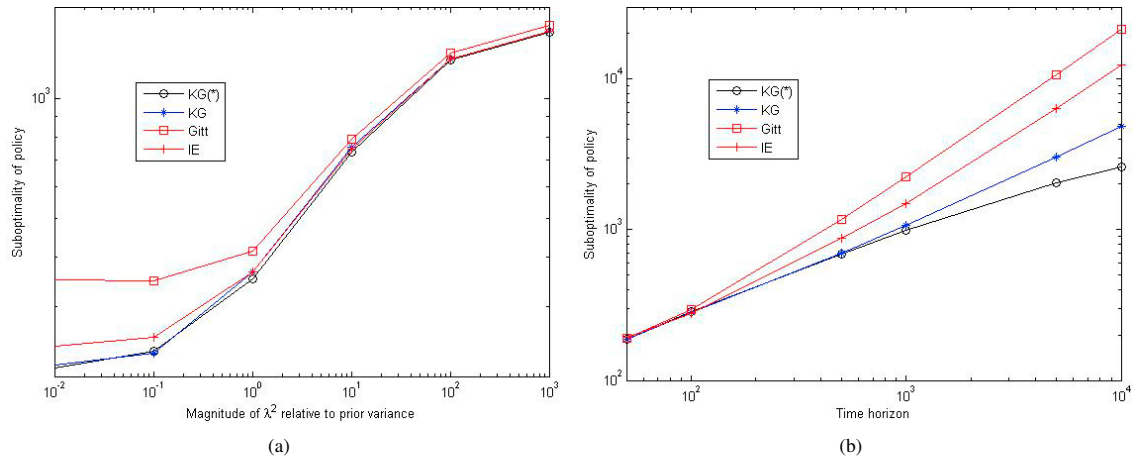 10^3
Suboptimality of policy
KG(*)
KG
Gitt
IE
10^-2
10^-1
10^0
10^1
10^2
10^3
Magnitude of λ^2 relative to prior variance
(a)
10^4
10^3
10^2
Suboptimality of policy
KG(*)
KG
Gitt
IE
10^2
10^3
10^4
Time horizon
(b)